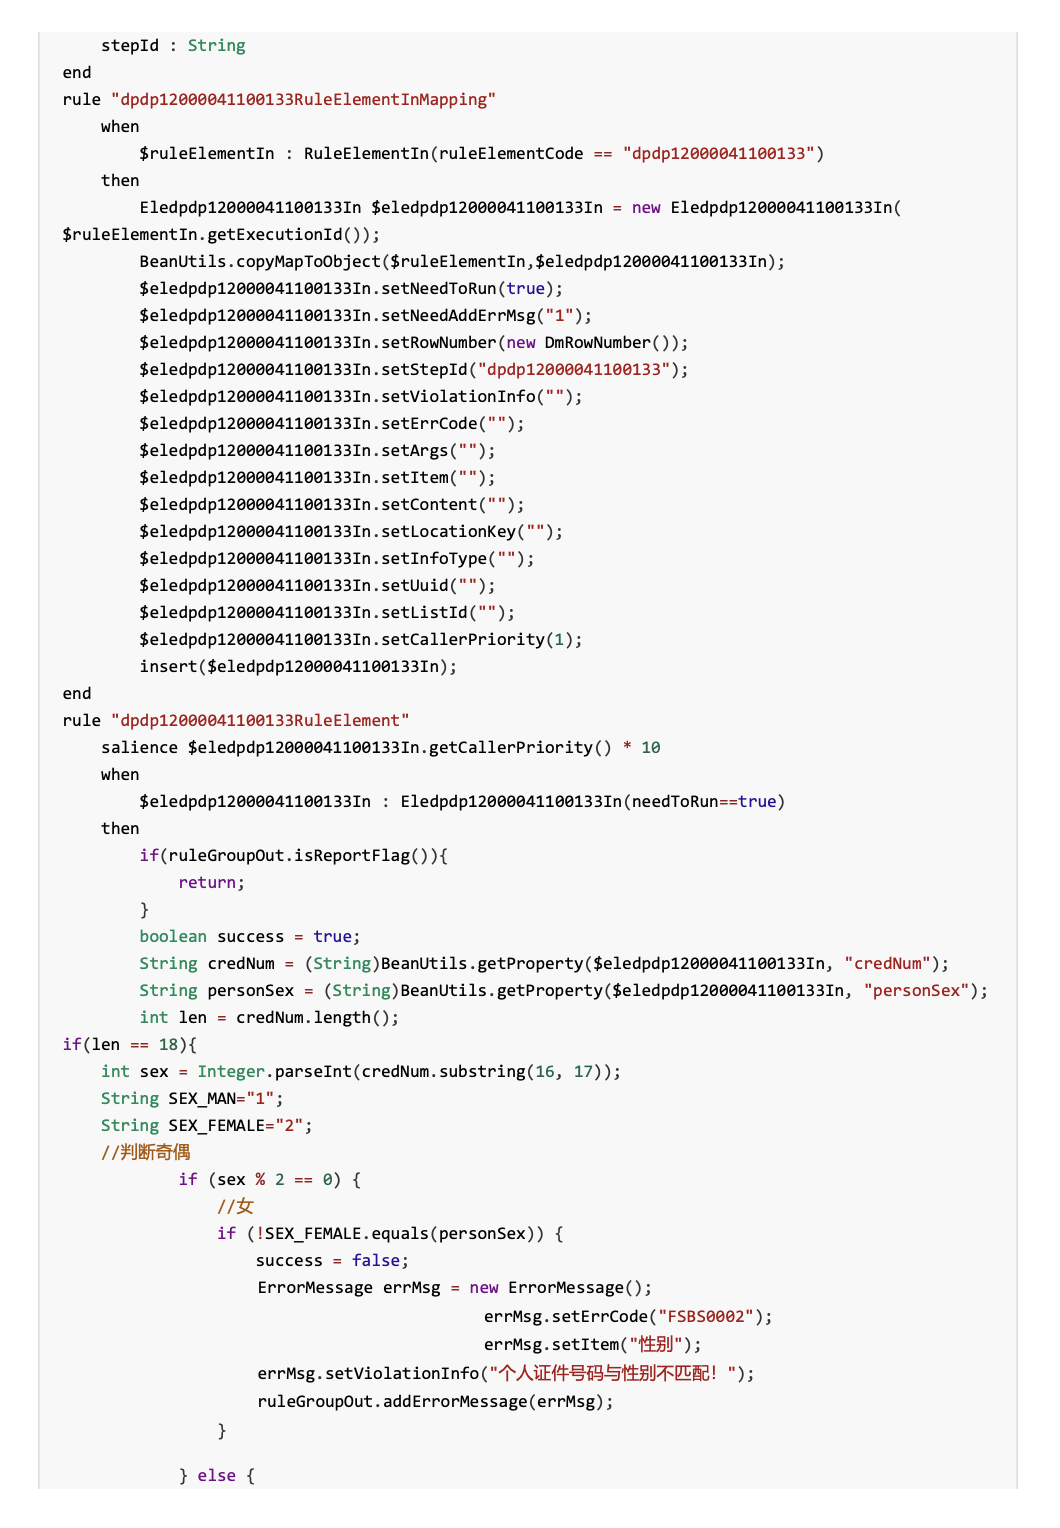 stepId : String
end
rule "dpdp12000041100133RuleElementInMapping"
    when
        $ruleElementIn : RuleElementIn(ruleElementCode == "dpdp12000041100133")
    then
        Eledpdp12000041100133In $eledpdp12000041100133In = new Eledpdp12000041100133In(
$ruleElementIn.getExecutionId());
        BeanUtils.copyMapToObject($ruleElementIn,$eledpdp12000041100133In);
        $eledpdp12000041100133In.setNeedToRun(true);
        $eledpdp12000041100133In.setNeedAddErrMsg("1");
        $eledpdp12000041100133In.setRowNumber(new DmRowNumber());
        $eledpdp12000041100133In.setStepId("dpdp12000041100133");
        $eledpdp12000041100133In.setViolationInfo("");
        $eledpdp12000041100133In.setErrCode("");
        $eledpdp12000041100133In.setArgs("");
        $eledpdp12000041100133In.setItem("");
        $eledpdp12000041100133In.setContent("");
        $eledpdp12000041100133In.setLocationKey("");
        $eledpdp12000041100133In.setInfoType("");
        $eledpdp12000041100133In.setUuid("");
        $eledpdp12000041100133In.setListId("");
        $eledpdp12000041100133In.setCallerPriority(1);
        insert($eledpdp12000041100133In);
end
rule "dpdp12000041100133RuleElement"
    salience $eledpdp12000041100133In.getCallerPriority() * 10
    when
        $eledpdp12000041100133In : Eledpdp12000041100133In(needToRun==true)
    then
        if(ruleGroupOut.isReportFlag()){
            return;
        }
        boolean success = true;
        String credNum = (String)BeanUtils.getProperty($eledpdp12000041100133In, "credNum");
        String personSex = (String)BeanUtils.getProperty($eledpdp12000041100133In, "personSex");
        int len = credNum.length();
if(len == 18){
    int sex = Integer.parseInt(credNum.substring(16, 17));
    String SEX_MAN="1";
    String SEX_FEMALE="2";
    //判断奇偶
            if (sex % 2 == 0) {
                //女
                if (!SEX_FEMALE.equals(personSex)) {
                    success = false;
                    ErrorMessage errMsg = new ErrorMessage();
                                            errMsg.setErrCode("FSBS0002");
                                            errMsg.setItem("性别");
                    errMsg.setViolationInfo("个人证件号码与性别不匹配！");
                    ruleGroupOut.addErrorMessage(errMsg);
                }
            } else {